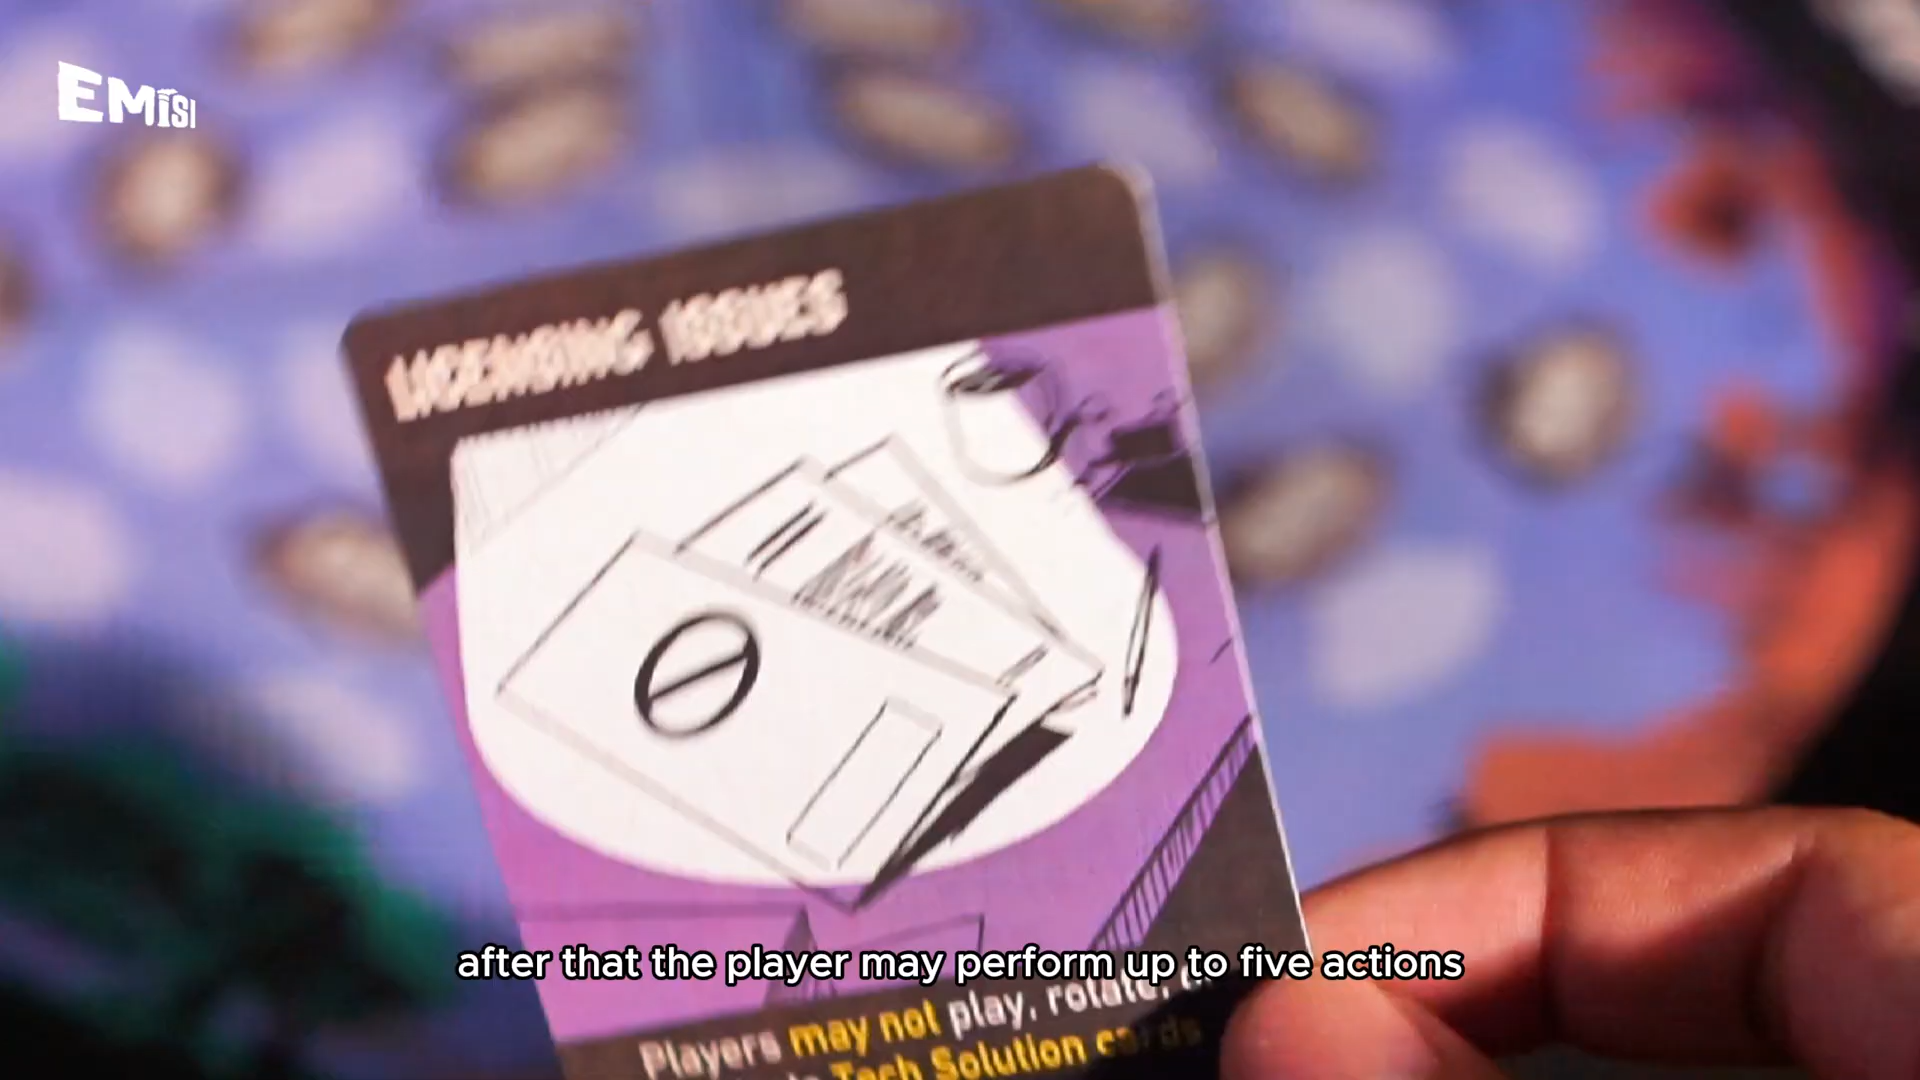 EMISI
LICENSING ISSUES
after that the player may perform up to five actions
Players may not play, rotate,
Tech Solution cards